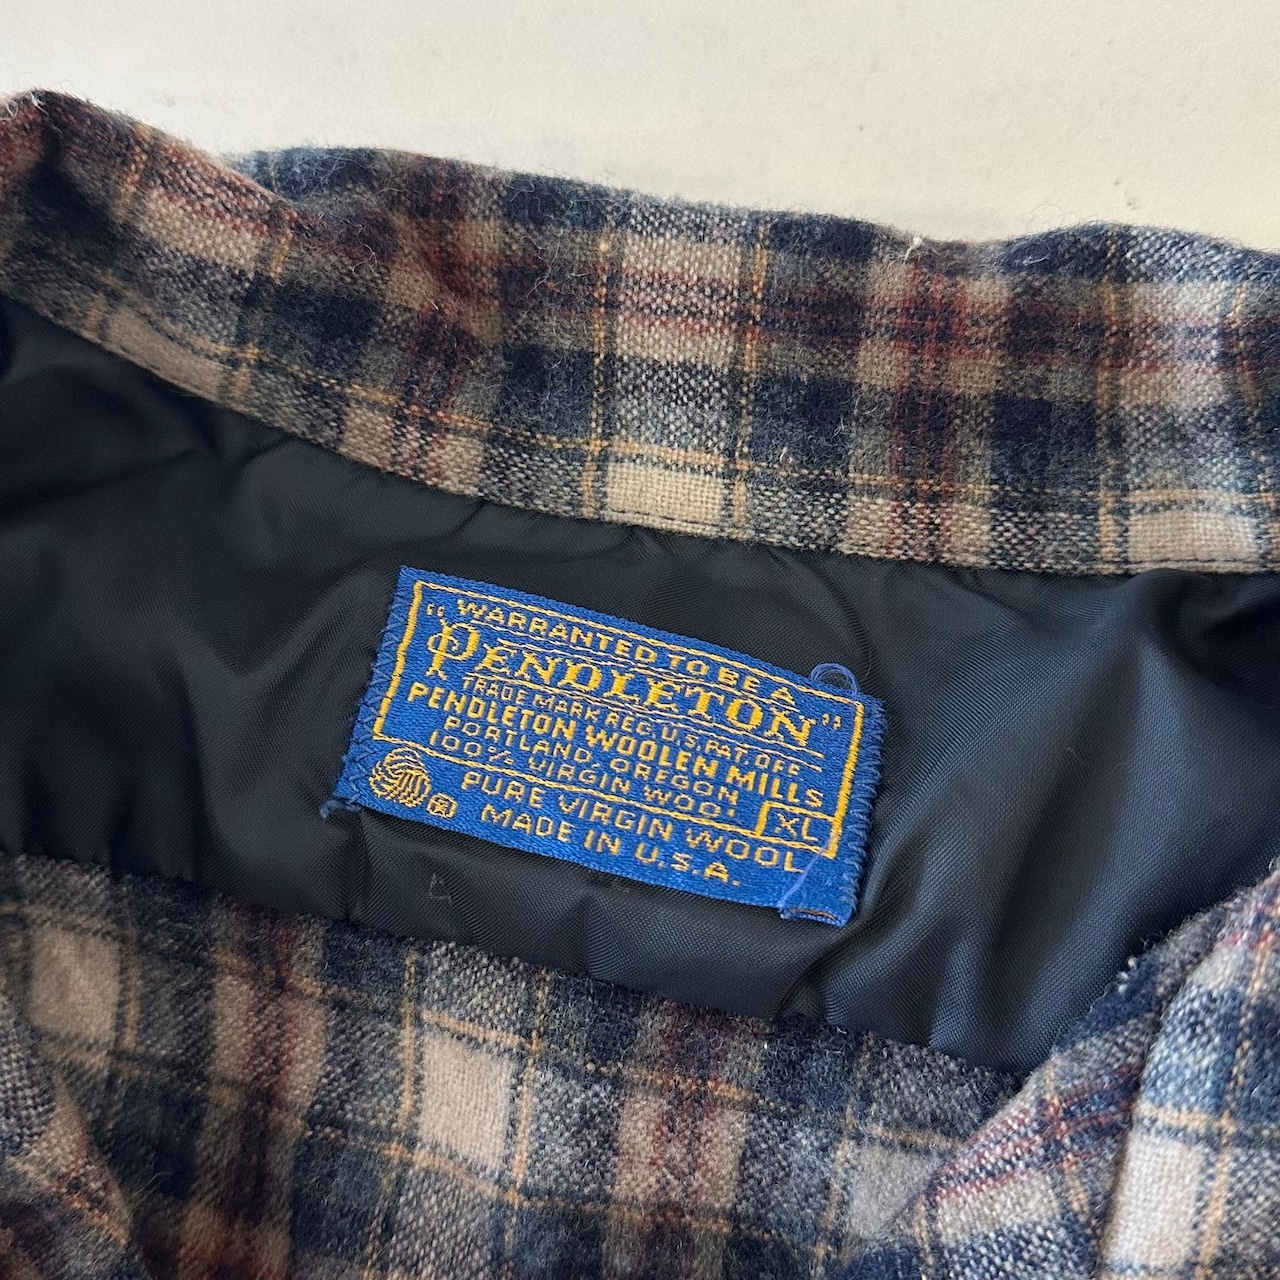 "WARRANTED TO BE A
PENDLETON"
TRADE MARK REG. U.S. PAT. OFF.
PENDLETON WOOLEN MILLS
PORTLAND, OREGON
100% VIRGIN WOOL
XL
PURE VIRGIN WOOL
MADE IN U.S.A.